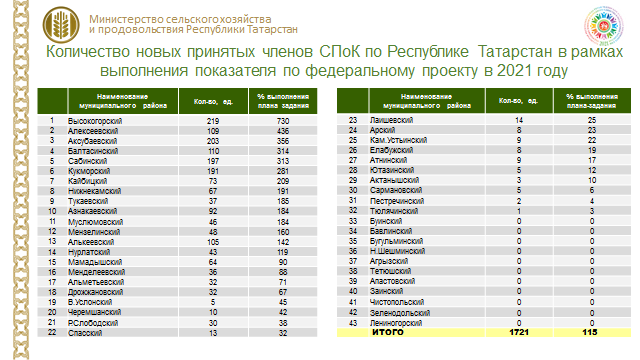 Министерство сельского хозяйства
и продовольствия Республики Татарстан
Количество новых принятых членов СПоК по Республике Татарстан в рамках
выполнения показателя по федеральному проекту в 2021 году
Наименование муниципального района Кол-во, ед. % выполнения плана задания
1 Высокогорский 219 730
2 Алексеевский 109 436
3 Аксубаевский 203 356
4 Балтасинский 110 314
5 Сабинский 197 313
6 Кукморский 191 281
7 Кайбицкий 73 209
8 Нижнекамский 67 191
9 Тукаевский 37 185
10 Азнакаевский 92 184
11 Муслюмовский 46 184
12 Мензелинский 48 160
13 Алькеевский 105 142
14 Нурлатский 43 119
15 Мамадышский 64 90
16 Менделеевский 36 88
17 Альметьевский 32 71
18 Дрожжановский 32 67
19 В.Услонский 5 45
20 Черемшанский 10 42
21 Р.Слободский 30 38
22 Спасский 13 32
Наименование муниципального района Кол-во, ед. % выполнения плана-задания
23 Лаишевский 14 25
24 Арский 8 23
25 Кам.Устьинский 9 22
26 Елабужский 8 19
27 Атнинский 9 17
28 Ютазинский 5 12
29 Актанышский 3 10
30 Сармановский 5 6
31 Пестречинский 2 4
32 Тюлячинский 1 3
33 Буинский 0 0
34 Бавлинский 0 0
35 Бугульминский 0 0
36 Н.Шешминский 0 0
37 Агрызский 0 0
38 Тетюшский 0 0
39 Апастовский 0 0
40 Заинский 0 0
41 Чистопольский 0 0
42 Зеленодольский 0 0
43 Лениногорский 0 0
ИТОГО 1721 115